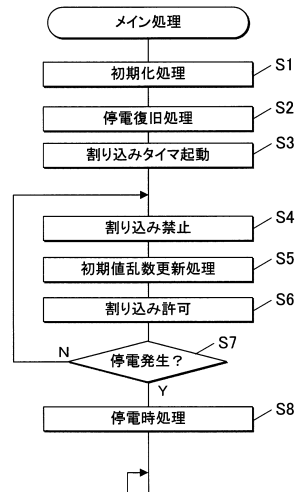 メイン処理
初期化処理 S1
停電復旧処理 S2
割り込みタイマ起動 S3
割り込み禁止 S4
初期値乱数更新処理 S5
割り込み許可 S6
停電発生？ S7
N
Y
停電時処理 S8